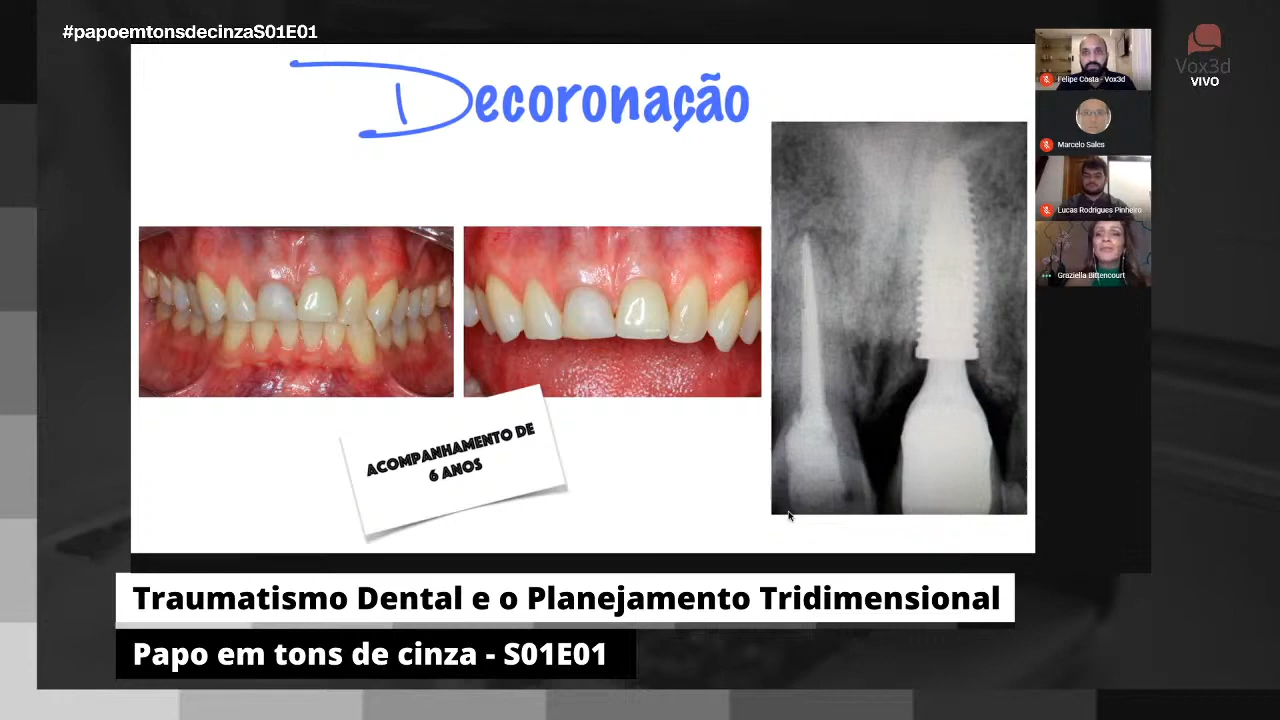 #papoemtonsdecinzaS01E01
Decoronação
ACOMPANHAMENTO DE
6 ANOS
Felipe Costa - Vox3d
Marcelo Sales
Lucas Rodrigues Pinheiro
Graziella Bittencourt
Vox3d
VIVO
Traumatismo Dental e o Planejamento Tridimensional
Papo em tons de cinza - S01E01